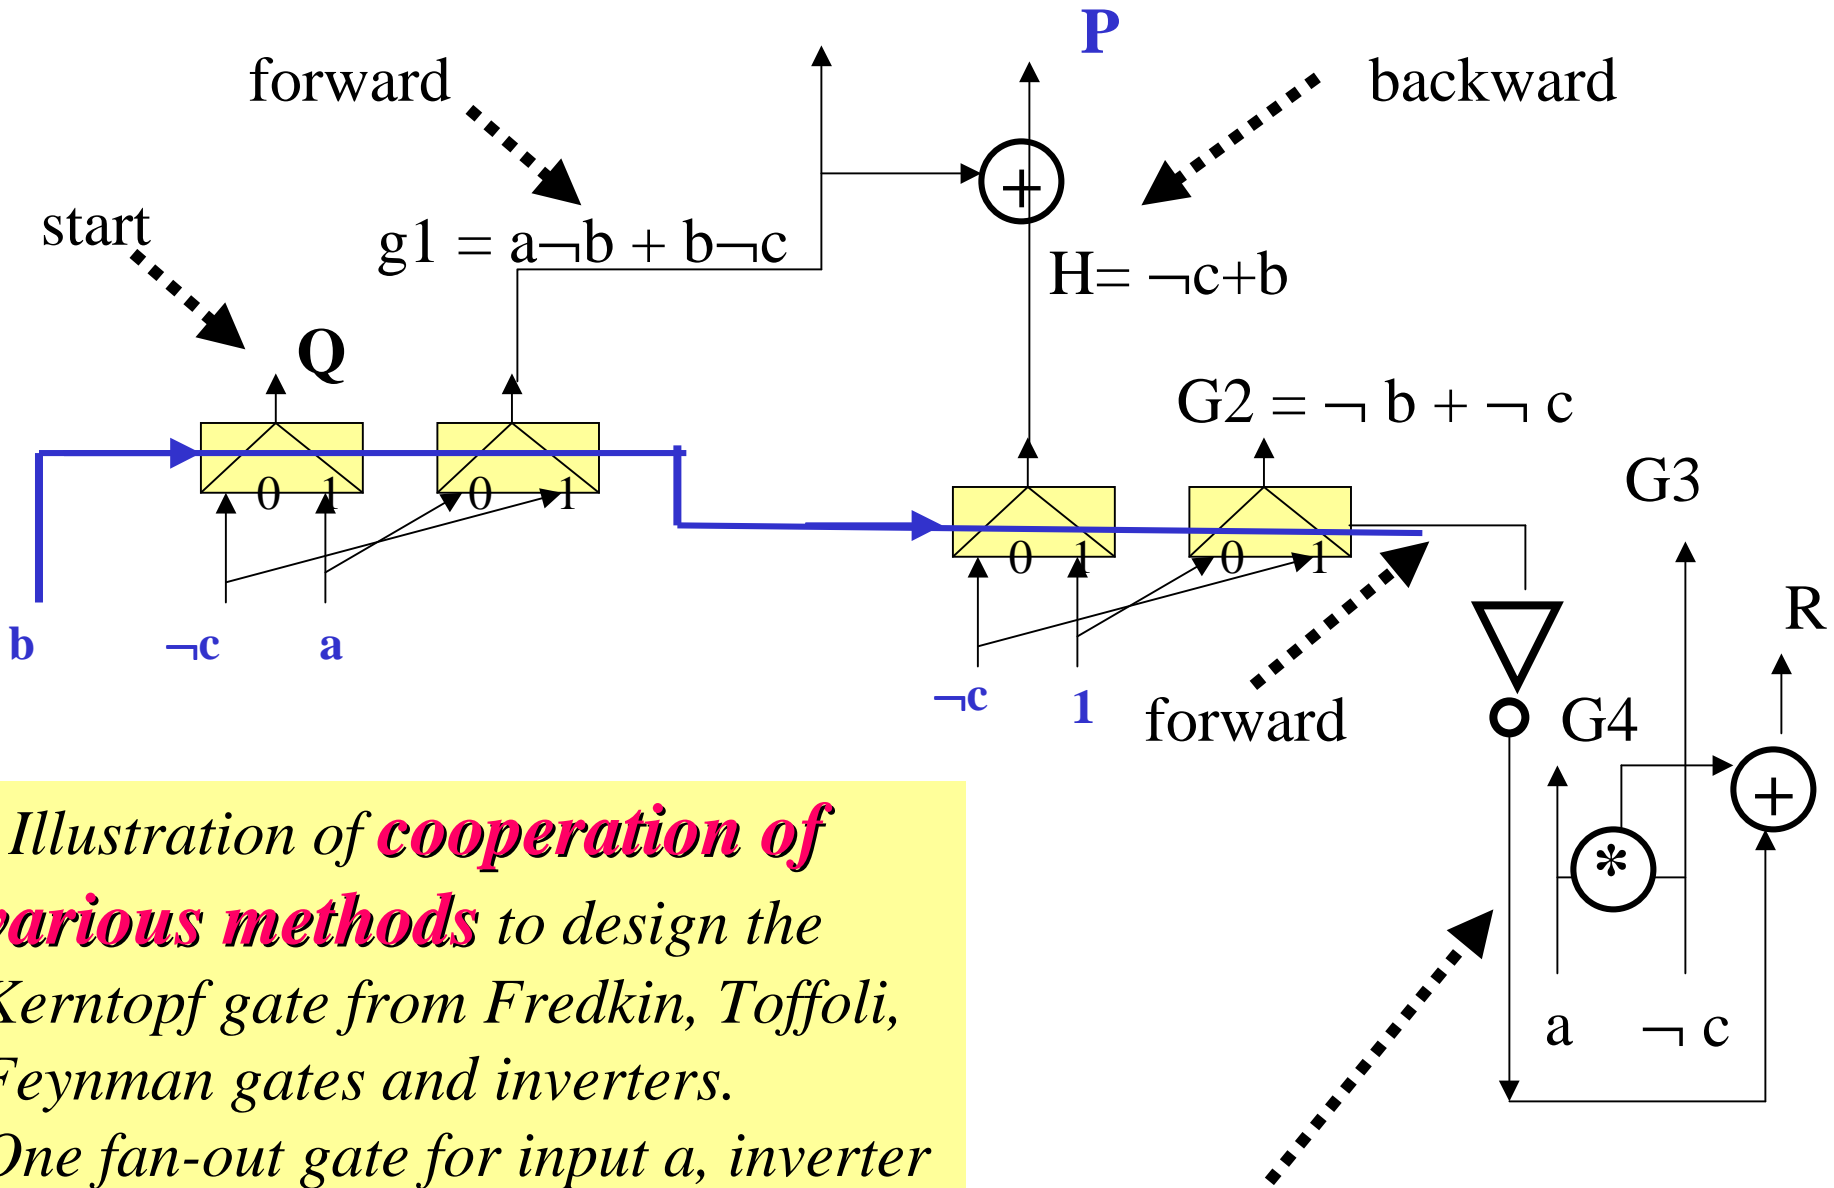 P
forward
backward
+
start
g1 = a¬b + b¬c
H= ¬c+b
Q
G2 = ¬ b + ¬ c
G3
0 1
0 1
0 1
0 1
R
b
¬c
a
¬c
1
forward
G4
+
*
Illustration of cooperation of
various methods to design the
Kerntopf gate from Fredkin, Toffoli,
Feynman gates and inverters.
One fan-out gate for input a, inverter
a
¬ c